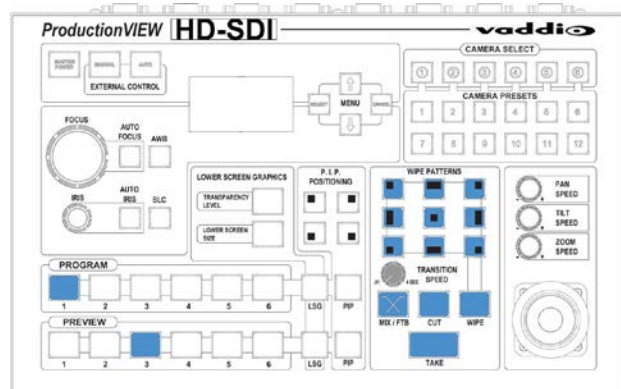 ProductionVIEW HD-SDI
vaddio
MASTER POWER
MANUAL
AUTO
EXTERNAL CONTROL
SELECT
MENU
CANCEL
CAMERA SELECT
1 2 3 4 5 6
CAMERA PRESETS
1 2 3 4 5 6
7 8 9 10 11 12
FOCUS
AUTO FOCUS
AWB
IRIS
AUTO IRIS
BLC
LOWER SCREEN GRAPHICS
TRANSPARENCY LEVEL
LOWER SCREEN SIZE
P.I.P. POSITIONING
WIPE PATTERNS
TRANSITION SPEED
MIX / FTB
CUT
WIPE
TAKE
PAN SPEED
TILT SPEED
ZOOM SPEED
PROGRAM
1 2 3 4 5 6 LSG PIP
PREVIEW
1 2 3 4 5 6 LSG PIP